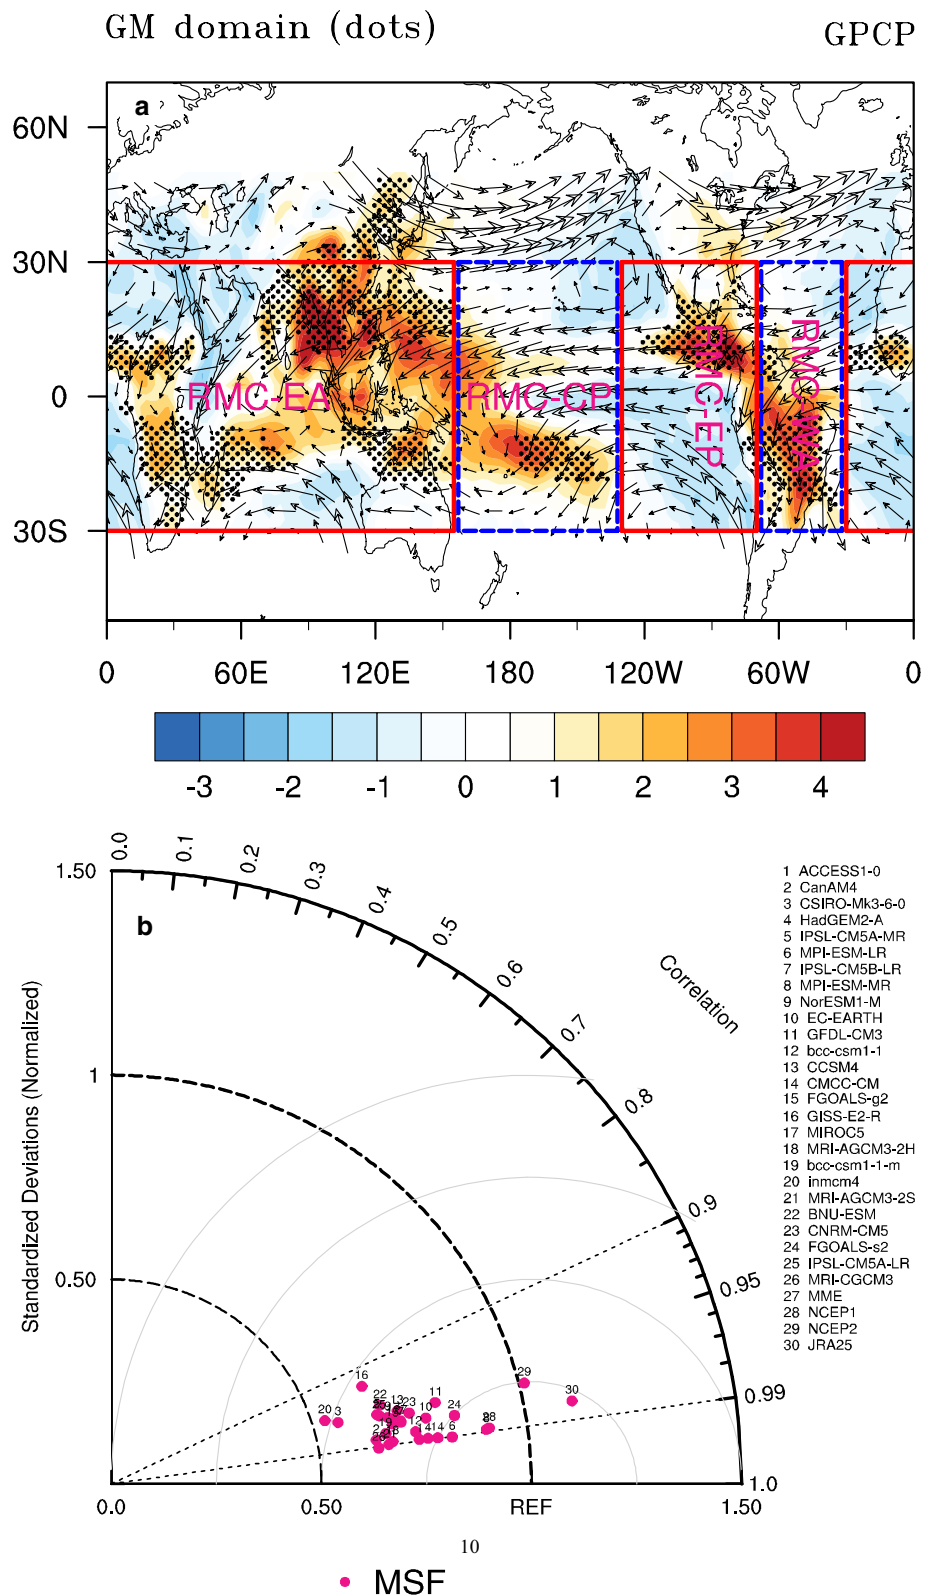 GM domain (dots)
GPCP
a
60N
30N
0
30S
RMC-EA
RMC-CP
RMC-EP
RMC-WA
0 60E 120E 180 120W 60W 0
-3 -2 -1 0 1 2 3 4
b
Standardized Deviations (Normalized)
1.50
1
0.50
0.0 0.1 0.2 0.3 0.4 0.5 0.6 0.7 0.8 0.9 0.95 0.99 1.0
Correlation
0.0 0.50 REF 1.50
16
20
3
22
13
23
11
24
10
19
12
14
6
28
29
30
1 ACCESS1-0
2 CanAM4
3 CSIRO-Mk3-6-0
4 HadGEM2-A
5 IPSL-CM5A-MR
6 MPI-ESM-LR
7 IPSL-CM5B-LR
8 MPI-ESM-MR
9 NorESM1-M
10 EC-EARTH
11 GFDL-CM3
12 bcc-csm1-1
13 CCSM4
14 CMCC-CM
15 FGOALS-g2
16 GISS-E2-R
17 MIROC5
18 MRI-AGCM3-2H
19 bcc-csm1-1-m
20 inmcm4
21 MRI-AGCM3-2S
22 BNU-ESM
23 CNRM-CM5
24 FGOALS-s2
25 IPSL-CM5A-LR
26 MRI-CGCM3
27 MME
28 NCEP1
29 NCEP2
30 JRA25
10
MSF